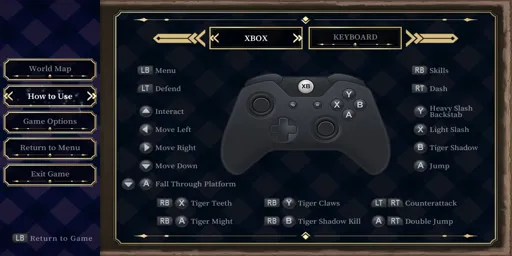 World Map
How to Use
Game Options
Return to Menu
Exit Game
LB Return to Game
XBOX
KEYBOARD
LB Menu
LT Defend
Interact
Move Left
Move Right
Move Down
A Fall Through Platform
XB
Y
X B
A
RB Skills
RT Dash
Y Heavy Slash
Backstab
X Light Slash
B Tiger Shadow
A Jump
RB X Tiger Teeth
RB Y Tiger Claws
LT RT Counterattack
RB A Tiger Might
RB B Tiger Shadow Kill
A RT Double Jump